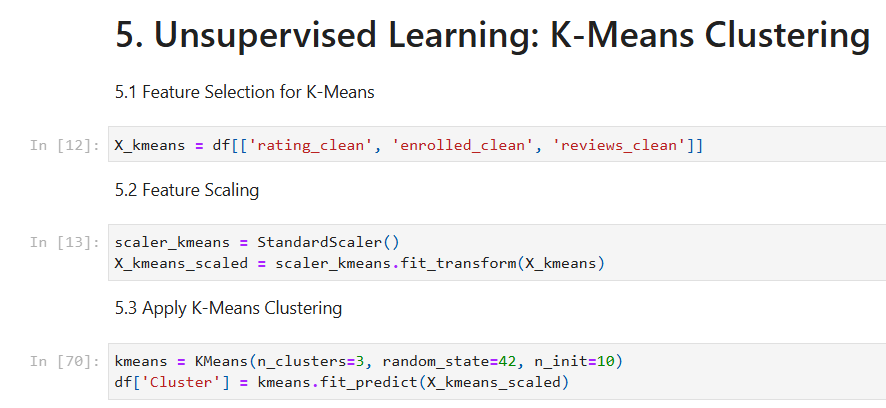 5. Unsupervised Learning: K-Means Clustering
5.1 Feature Selection for K-Means
In [12]: X_kmeans = df[['rating_clean', 'enrolled_clean', 'reviews_clean']]
5.2 Feature Scaling
In [13]: scaler_kmeans = StandardScaler()
X_kmeans_scaled = scaler_kmeans.fit_transform(X_kmeans)
5.3 Apply K-Means Clustering
In [70]: kmeans = KMeans(n_clusters=3, random_state=42, n_init=10)
df['Cluster'] = kmeans.fit_predict(X_kmeans_scaled)